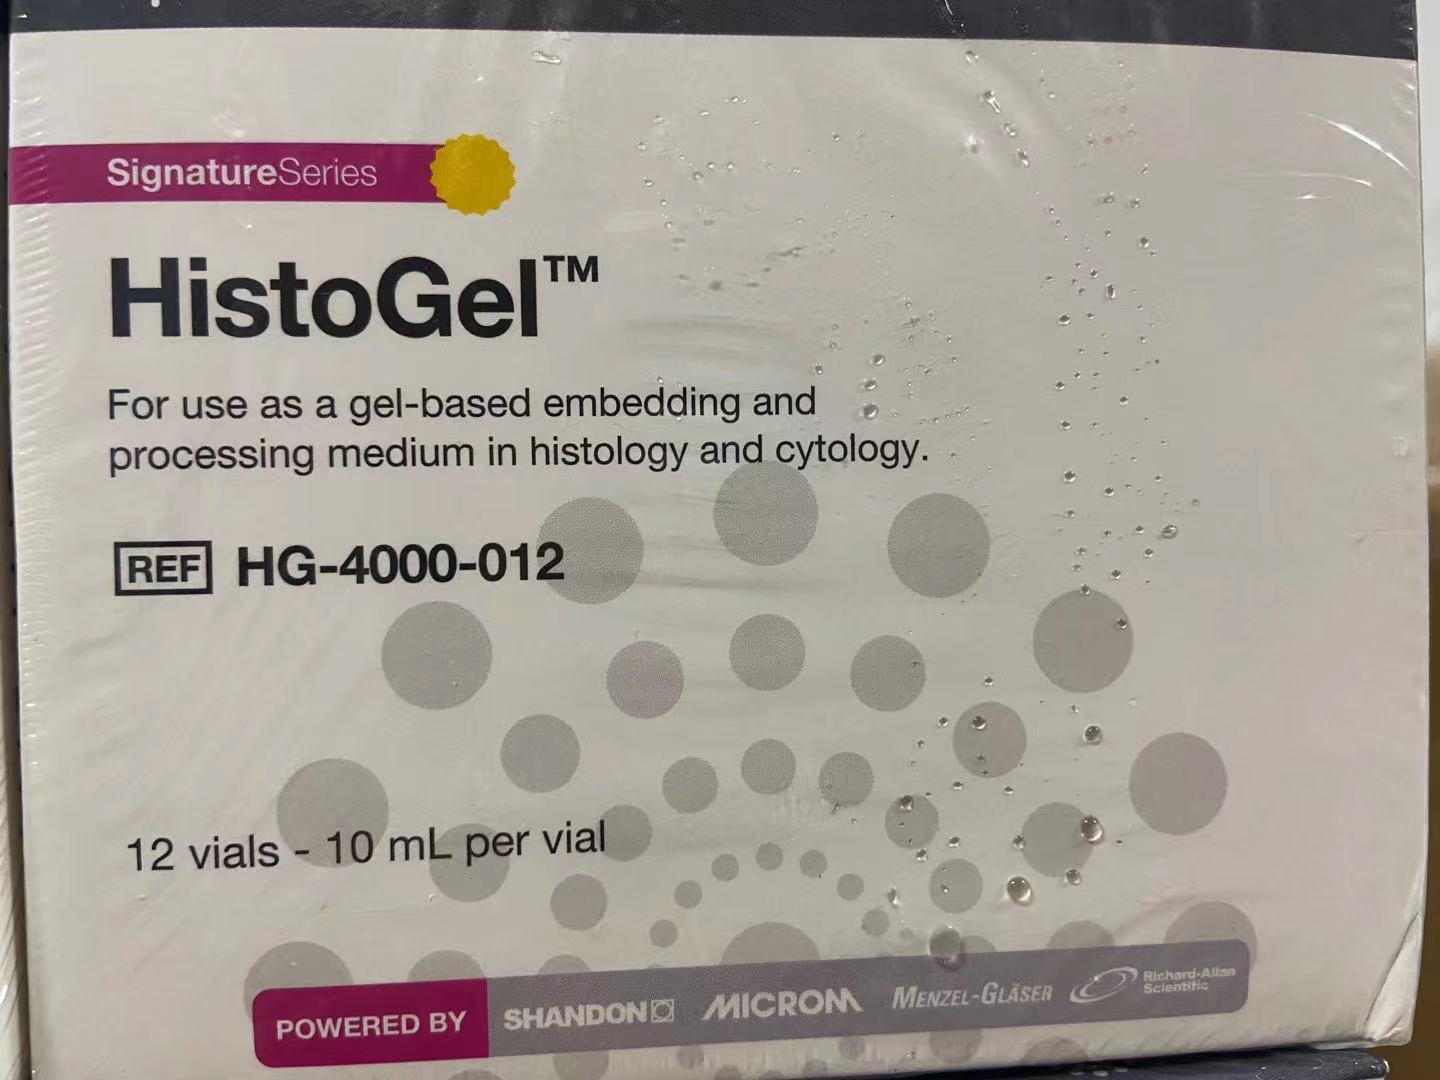 SignatureSeries
HistoGel™
For use as a gel-based embedding and
processing medium in histology and cytology.
REF HG-4000-012
12 vials - 10 mL per vial
POWERED BY SHANDON MICROM MENZEL-GLÄSER Richard-Allan
Scientific